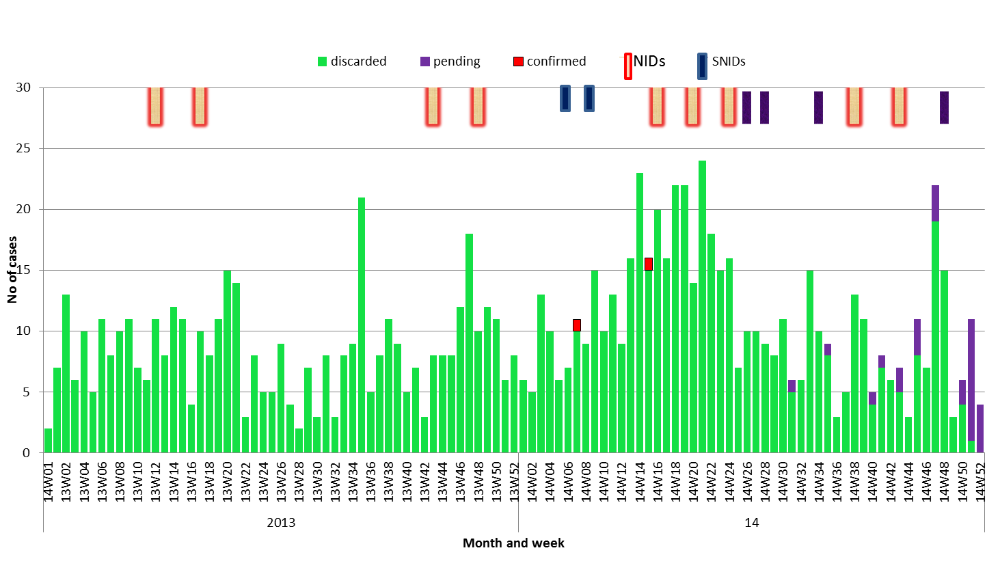 discarded pending confirmed NIDs SNIDs
30
25
20
15
10
5
0
No of cases
14W01 13W02 13W04 13W06 13W08 13W10 13W12 13W14 13W16 13W18 13W20 13W22 13W24 13W26 13W28 13W30 13W32 13W34 13W36 13W38 13W40 13W42 13W44 13W46 13W48 13W50 13W52 14W02 14W04 14W06 14W08 14W10 14W12 14W14 14W16 14W18 14W20 14W22 14W24 14W26 14W28 14W30 14W32 14W34 14W36 14W38 14W40 14W42 14W44 14W46 14W48 14W50 14W52
2013 14
Month and week